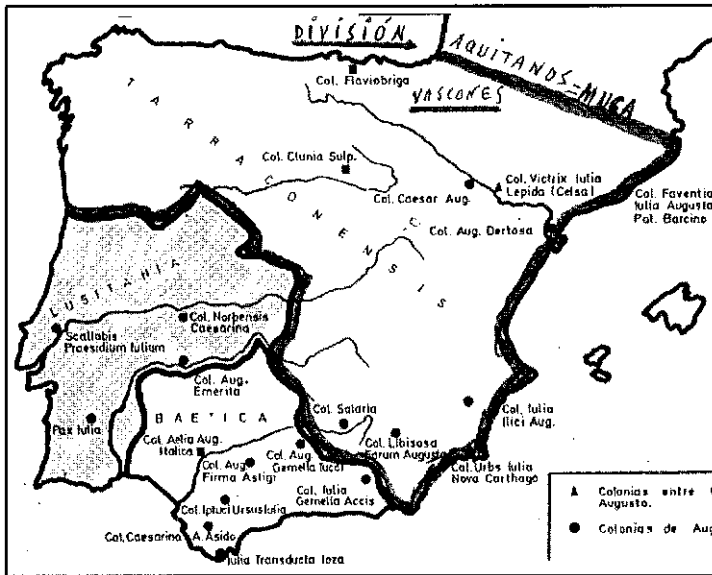 DIVISIÓN
AQUITANOS=MUGA
VASCONES
Col. Flaviobriga
TARRACONENSIS
Col. Clunia Sulp.
Col. Victrix Iulia
Lepida (Celsa)
Col. Caesar Aug.
Col. Faventia
Iulia Augusta
Pat. Barcino
Col. Aug. Dertosa
LUSITANIA
Col. Norbensis
Caesarina
Scallabis
Praesidium Iulium
Col. Aug.
Emerita
Pax Iulia
BAETICA
Col. Salaria
Col. Iulia
Ilici Aug.
Col. Aelia Aug.
Italica
Col. Aug.
Gemella Tucci
Col. Libisosa
Forum Augusta
Col. Aug.
Firma Astigi
Col. Urbs Iulia
Nova Carthago
Col. Iulia
Gemella Accis
Col. Iptuci Ursus Iulia
Col. Caesarina A. Asido
Iulia Transducta Ioza
▲ Colonias entre
Augusto.
● Colonias de Aug